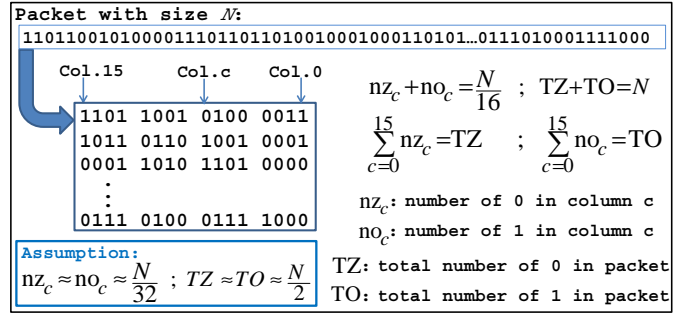 Packet with size N:
1101100101000011101101101001000100011010​1…0111010001111000
Col.15 Col.c Col.0
1101 1001 0100 0011
1011 0110 1001 0001
0001 1010 1101 0000
⋮
0111 0100 0111 1000
nz_c + no_c = N/16 ; TZ+TO=N
∑_{c=0}^{15} nz_c = TZ ; ∑_{c=0}^{15} no_c = TO
nz_c: number of 0 in column c
no_c: number of 1 in column c
TZ: total number of 0 in packet
TO: total number of 1 in packet
Assumption:
nz_c ≈ no_c ≈ N/32 ; TZ ≈ TO ≈ N/2